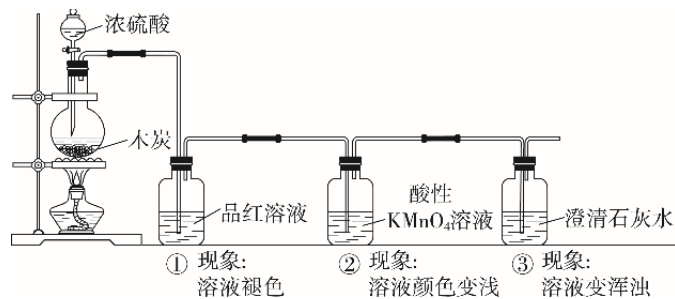 浓硫酸
木炭
品红溶液
酸性
KMnO₄溶液
澄清石灰水
① 现象:
溶液褪色
② 现象:
溶液颜色变浅
③ 现象:
溶液变浑浊